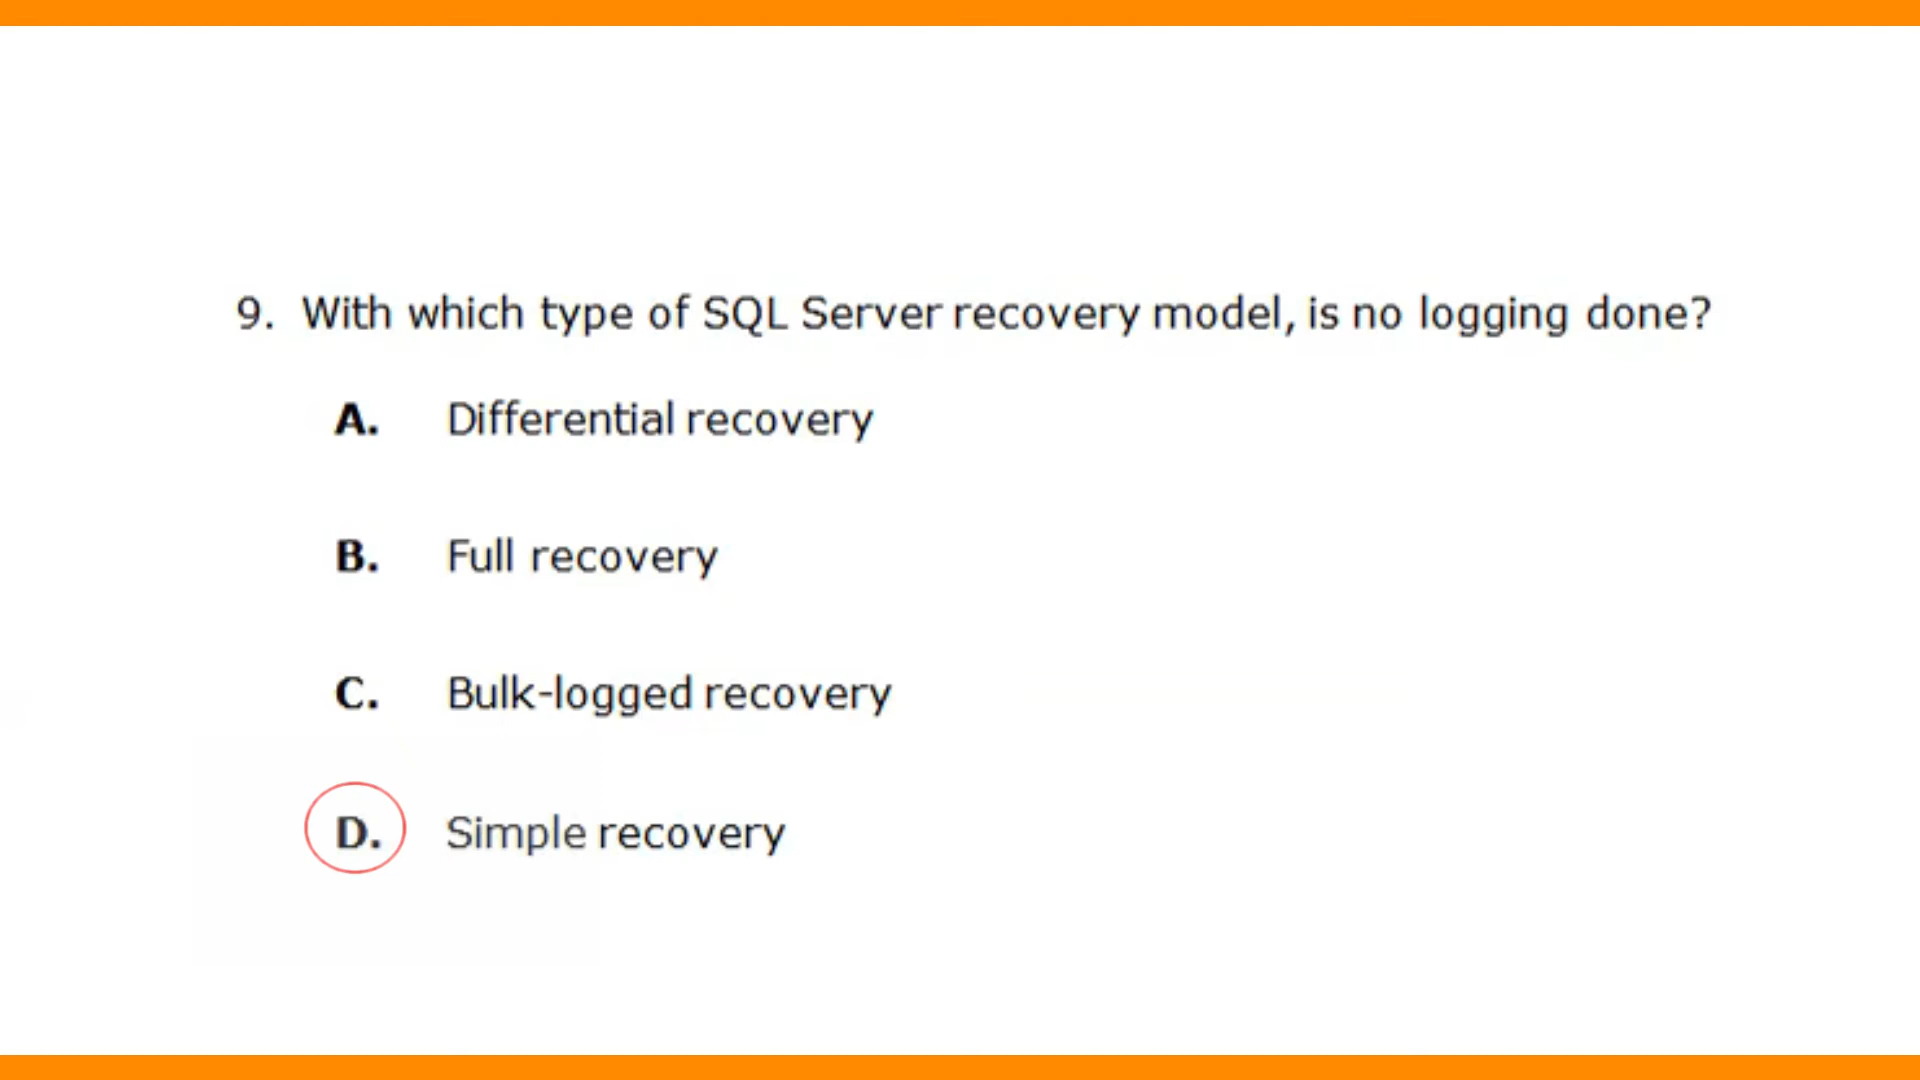 9. With which type of SQL Server recovery model, is no logging done?
A. Differential recovery
B. Full recovery
C. Bulk-logged recovery
D. Simple recovery